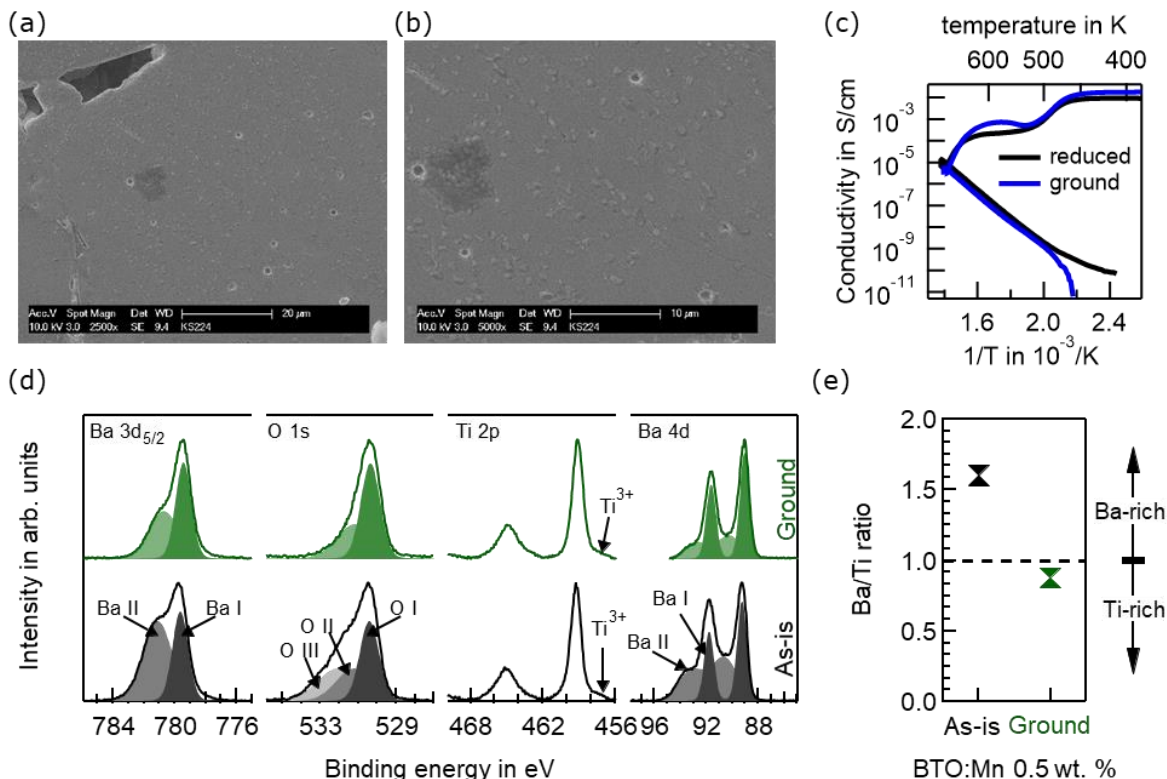 (a)
(b)
(c)
Acc.V Spot Magn Det WD 20 µm
10.0 kV 3.0 2500x SE 9.4 KS224
Acc.V Spot Magn Det WD 10 µm
10.0 kV 3.0 5000x SE 9.4 KS224
temperature in K
600 500 400
Conductivity in S/cm
10-3
10-5
10-7
10-9
10-11
reduced
ground
1.6 2.0 2.4
1/T in 10-3/K
(d)
Intensity in arb. units
Ba 3d5/2
O 1s
Ti 2p
Ba 4d
Ti3+
Ground
Ba II
Ba I
O III
O II
O I
Ti3+
Ba I
Ba II
As-is
784 780 776
533 529
468 462 456
96 92 88
Binding energy in eV
(e)
Ba/Ti ratio
2.0
1.5
1.0
0.5
0.0
Ba-rich
Ti-rich
As-is Ground
BTO:Mn 0.5 wt. %